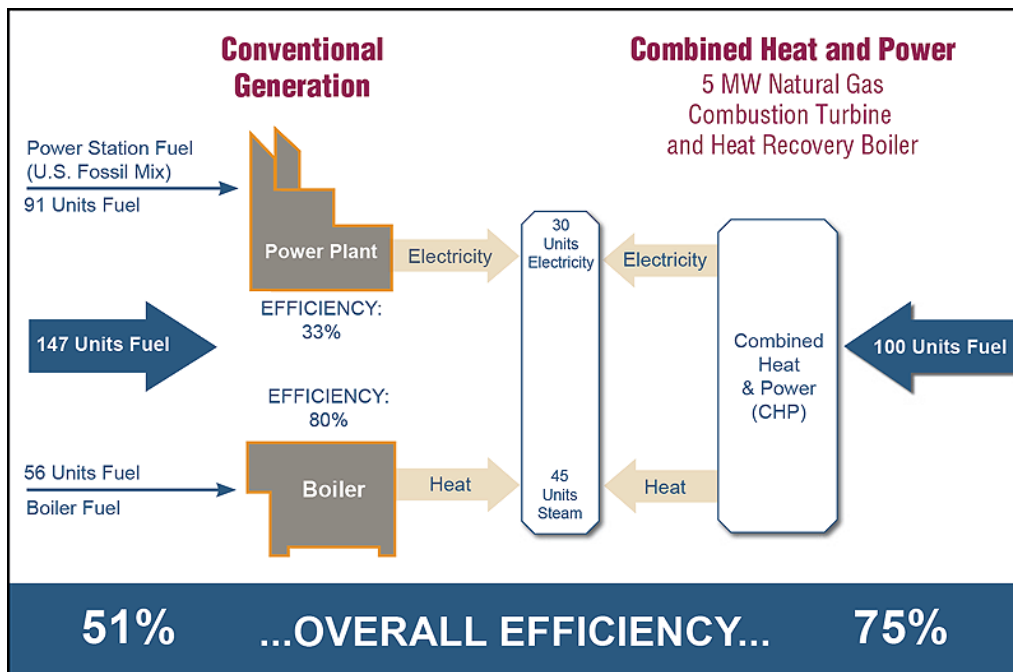 Conventional
Generation
Combined Heat and Power
5 MW Natural Gas
Combustion Turbine
and Heat Recovery Boiler
Power Station Fuel
(U.S. Fossil Mix)
91 Units Fuel
Power Plant
Electricity
30
Units
Electricity
Electricity
EFFICIENCY:
33%
147 Units Fuel
Combined
Heat
& Power
(CHP)
100 Units Fuel
EFFICIENCY:
80%
56 Units Fuel
Boiler Fuel
Boiler
Heat
45
Units
Steam
Heat
51% ...OVERALL EFFICIENCY... 75%